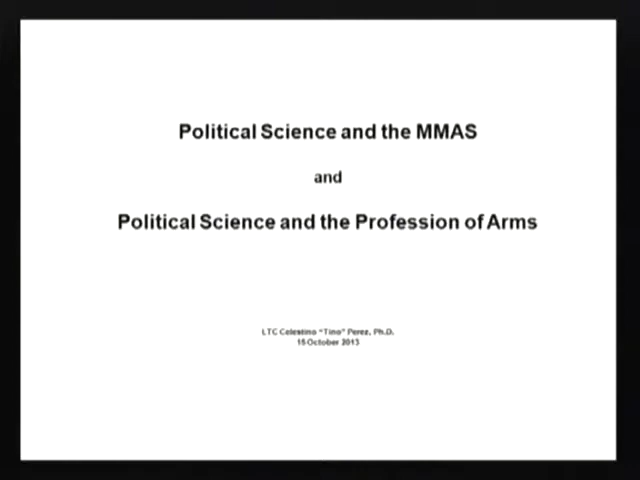 Political Science and the MMAS
and
Political Science and the Profession of Arms
LTC Celestino "Tino" Perez, Ph.D.
15 October 2013